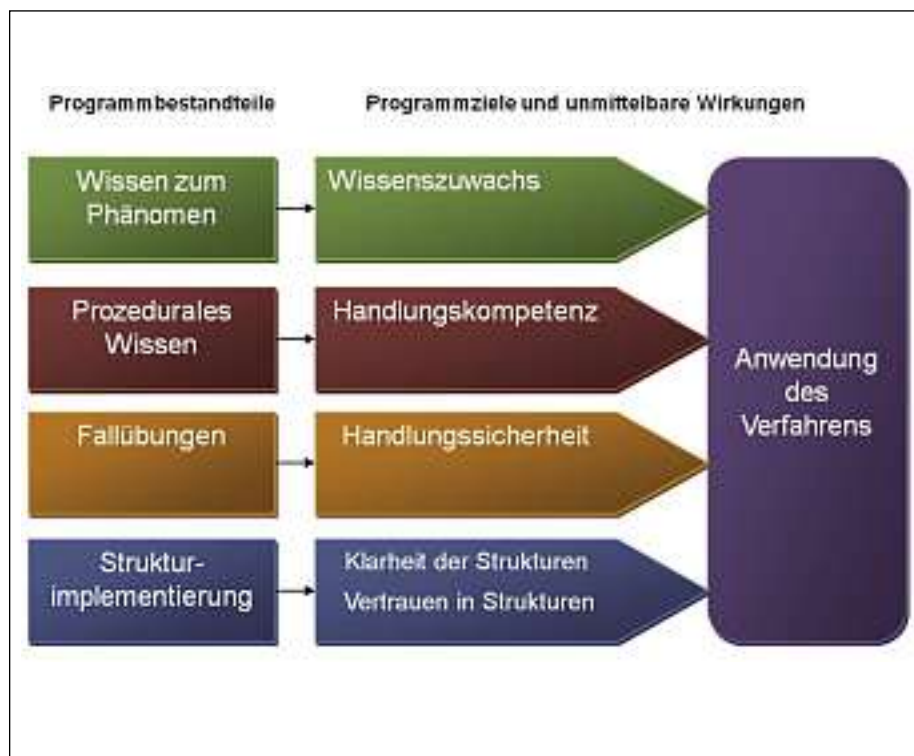 Programmbestandteile
Programmziele und unmittelbare Wirkungen
Wissen zum
Phänomen
Wissenszuwachs
Prozedurales
Wissen
Handlungskompetenz
Fallübungen
Handlungssicherheit
Struktur-
implementierung
Klarheit der Strukturen
Vertrauen in Strukturen
Anwendung
des
Verfahrens